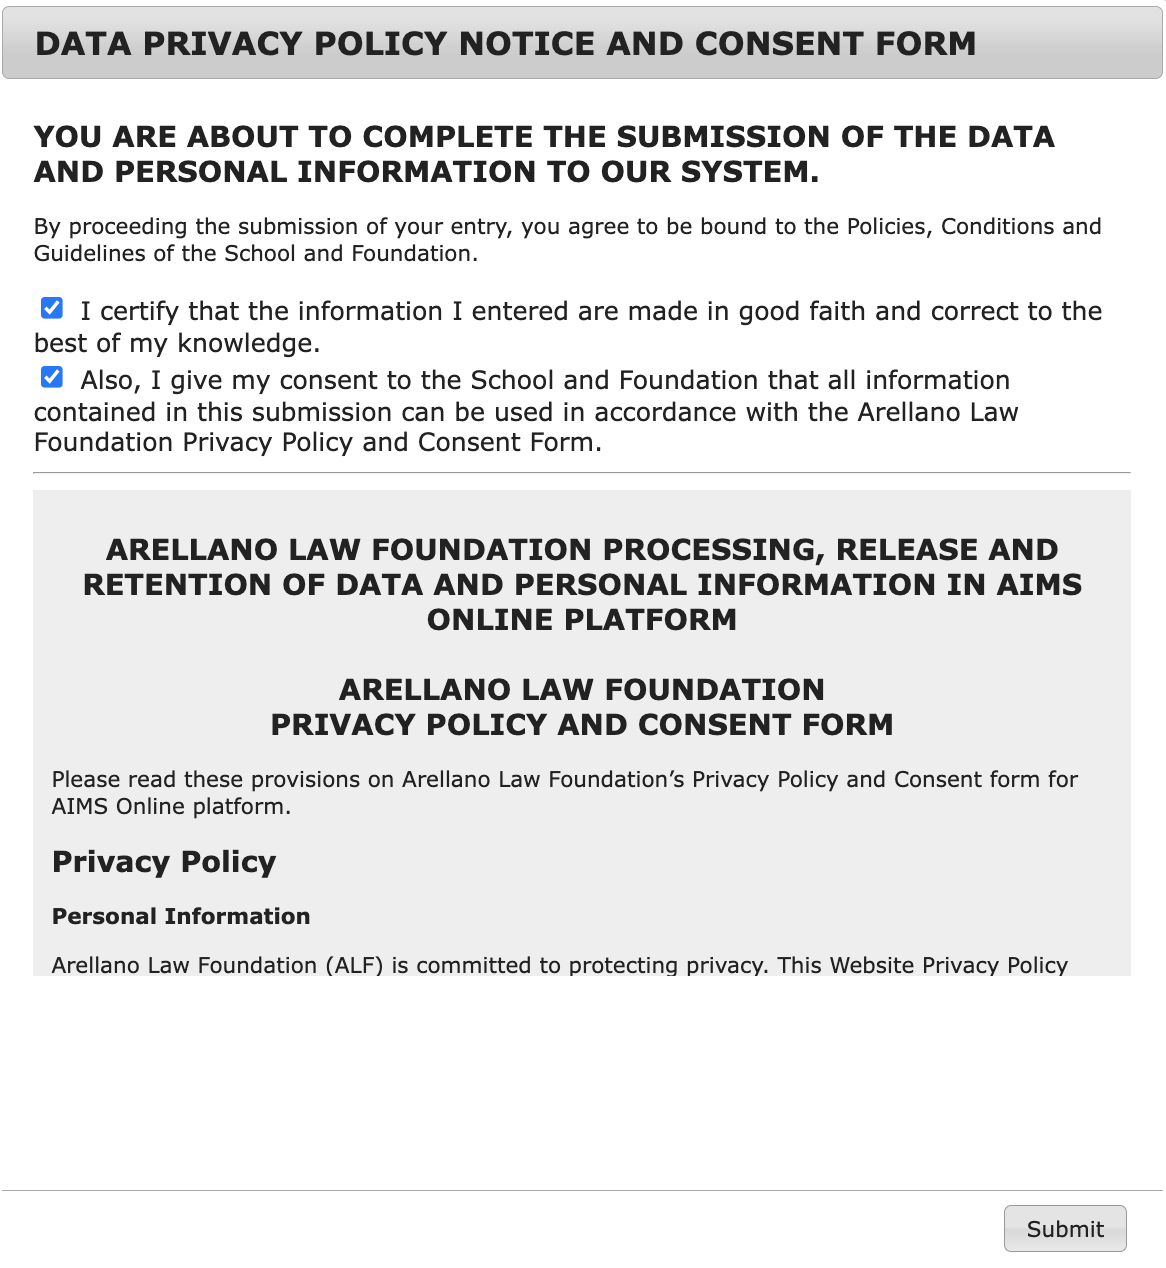 DATA PRIVACY POLICY NOTICE AND CONSENT FORM
YOU ARE ABOUT TO COMPLETE THE SUBMISSION OF THE DATA
AND PERSONAL INFORMATION TO OUR SYSTEM.
By proceeding the submission of your entry, you agree to be bound to the Policies, Conditions and
Guidelines of the School and Foundation.
I certify that the information I entered are made in good faith and correct to the
best of my knowledge.
Also, I give my consent to the School and Foundation that all information
contained in this submission can be used in accordance with the Arellano Law
Foundation Privacy Policy and Consent Form.
ARELLANO LAW FOUNDATION PROCESSING, RELEASE AND
RETENTION OF DATA AND PERSONAL INFORMATION IN AIMS
ONLINE PLATFORM
ARELLANO LAW FOUNDATION
PRIVACY POLICY AND CONSENT FORM
Please read these provisions on Arellano Law Foundation’s Privacy Policy and Consent form for
AIMS Online platform.
Privacy Policy
Personal Information
Arellano Law Foundation (ALF) is committed to protecting privacy. This Website Privacy Policy
Submit